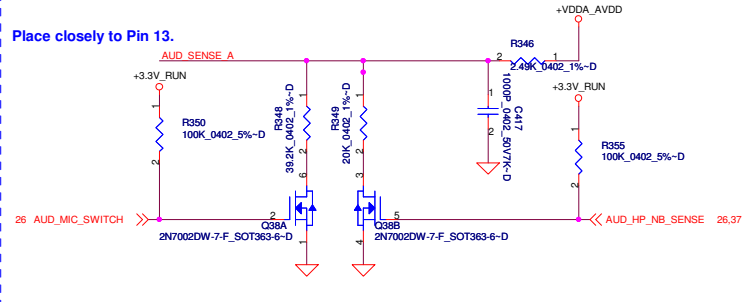 +VDDA_AVDD
Place closely to Pin 13.
AUD_SENSE_A
2 R346 1
2.49K_0402_1%~D
+3.3V_RUN
+3.3V_RUN
1
R350
100K_0402_5%~D
2
1
R348
39.2K_0402_1%~D
2
1
R349
20K_0402_1%~D
2
1
C417
1000P_0402_50V7K~D
2
1
R355
100K_0402_5%~D
2
6
3
26 AUD_MIC_SWITCH
2
5
AUD_HP_NB_SENSE 26,37
Q38A
2N7002DW-7-F_SOT363-6~D
1
Q38B
2N7002DW-7-F_SOT363-6~D
4